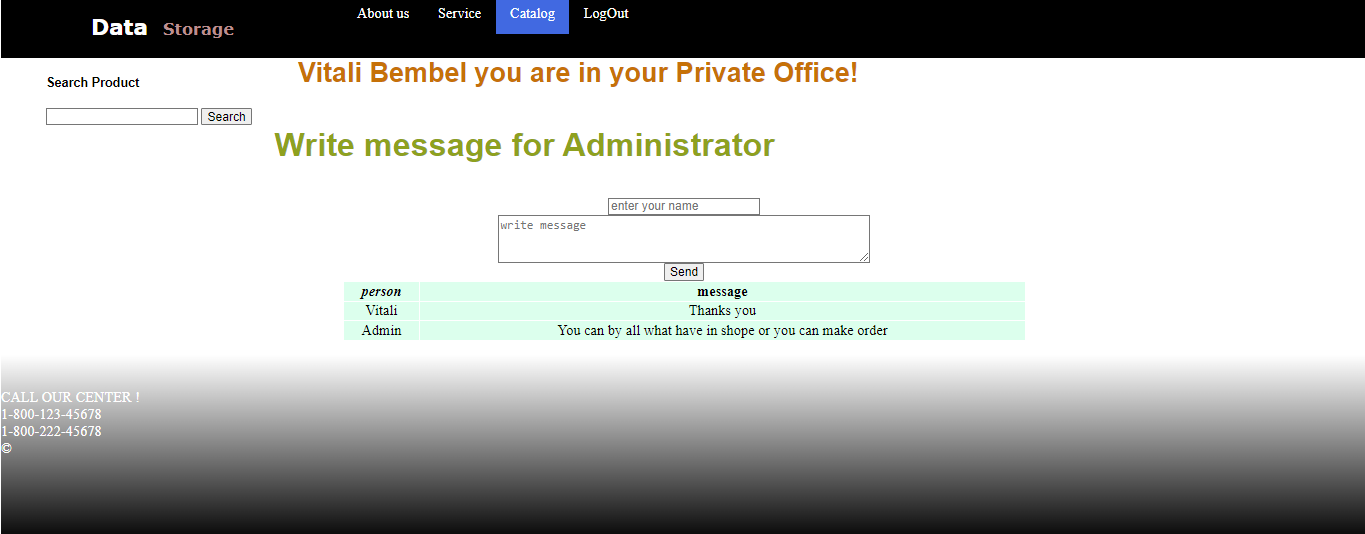 Data Storage
About us Service Catalog LogOut
Vitali Bembel you are in your Private Office!
Search Product
Search
Write message for Administrator
enter your name
write message
Send
person message
Vitali Thanks you
Admin You can by all what have in shope or you can make order
CALL OUR CENTER !
1-800-123-45678
1-800-222-45678
©